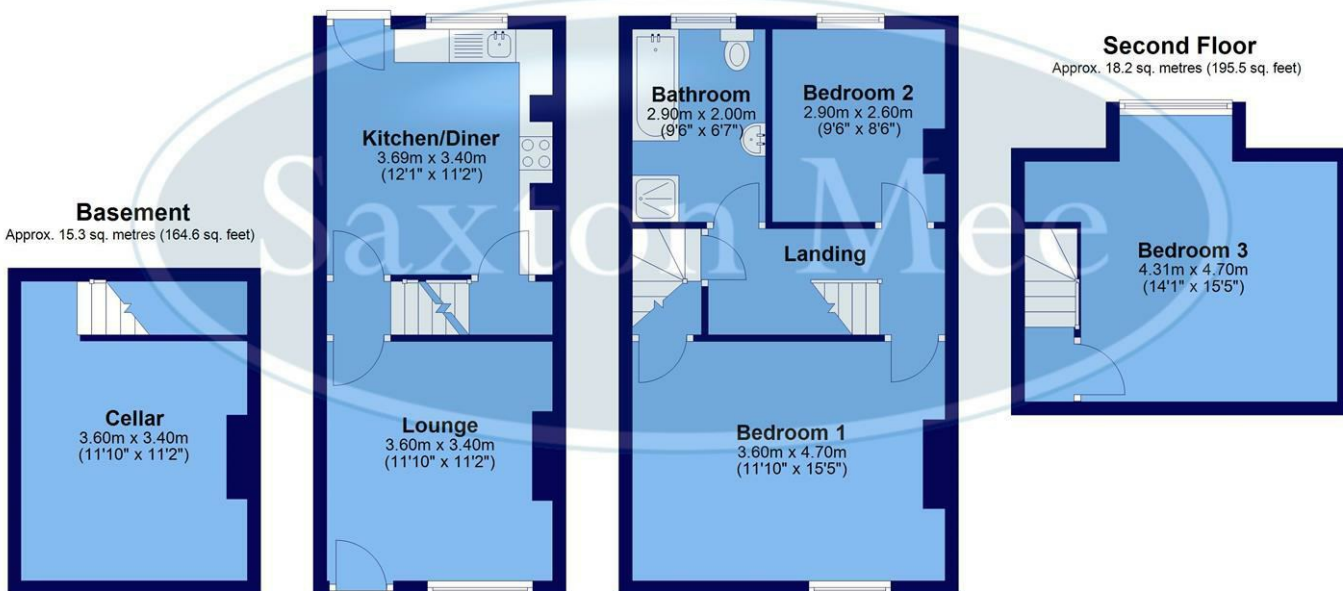 Basement
Approx. 15.3 sq. metres (164.6 sq. feet)
Cellar
3.60m x 3.40m
(11'10" x 11'2")
Kitchen/Diner
3.69m x 3.40m
(12'1" x 11'2")
Lounge
3.60m x 3.40m
(11'10" x 11'2")
Bathroom
2.90m x 2.00m
(9'6" x 6'7")
Bedroom 2
2.90m x 2.60m
(9'6" x 8'6")
Landing
Bedroom 1
3.60m x 4.70m
(11'10" x 15'5")
Second Floor
Approx. 18.2 sq. metres (195.5 sq. feet)
Bedroom 3
4.31m x 4.70m
(14'1" x 15'5")
Saxton Mee